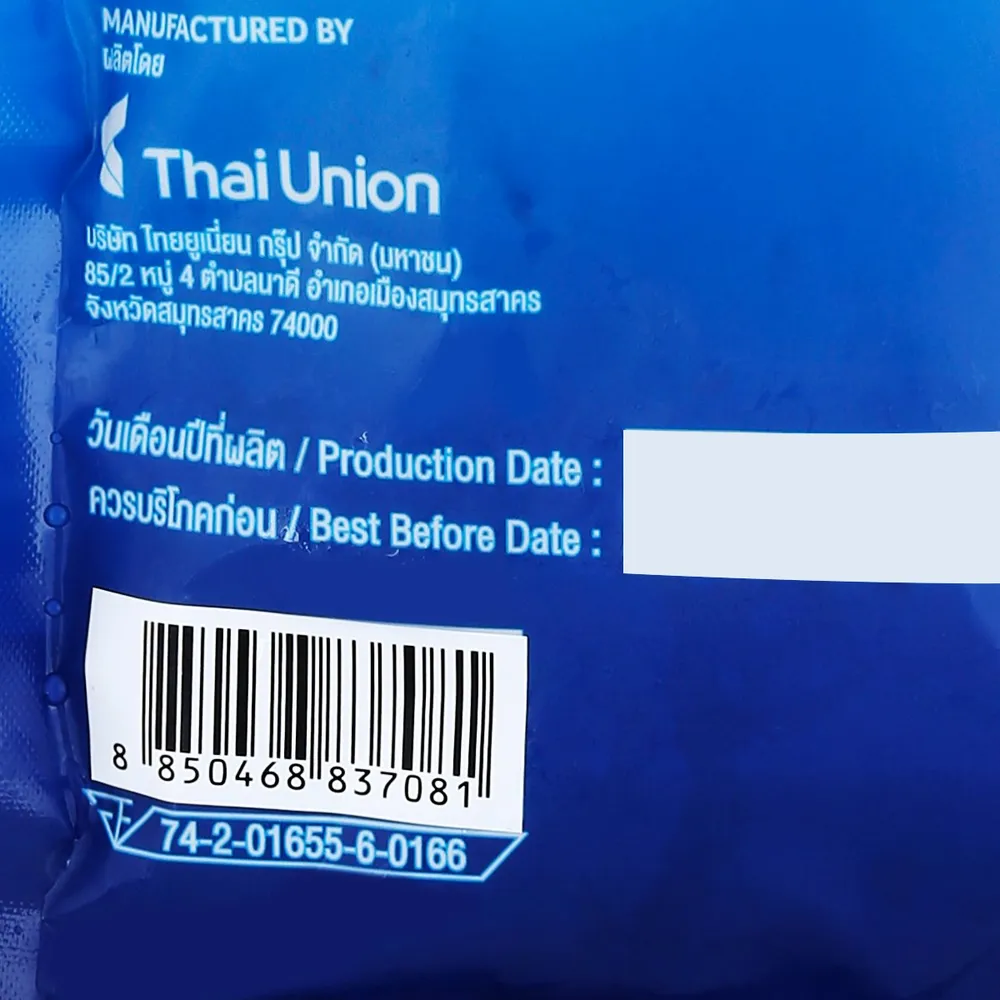 MANUFACTURED BY
ผลิตโดย
Thai Union
บริษัท ไทยยูเนี่ยน กรุ๊ป จำกัด (มหาชน)
85/2 หมู่ 4 ตำบลนาดี อำเภอเมืองสมุทรสาคร
จังหวัดสมุทรสาคร 74000
วันเดือนปีที่ผลิต / Production Date :
ควรบริโภคก่อน / Best Before Date :
8 850468 837081
74-2-01655-6-0166